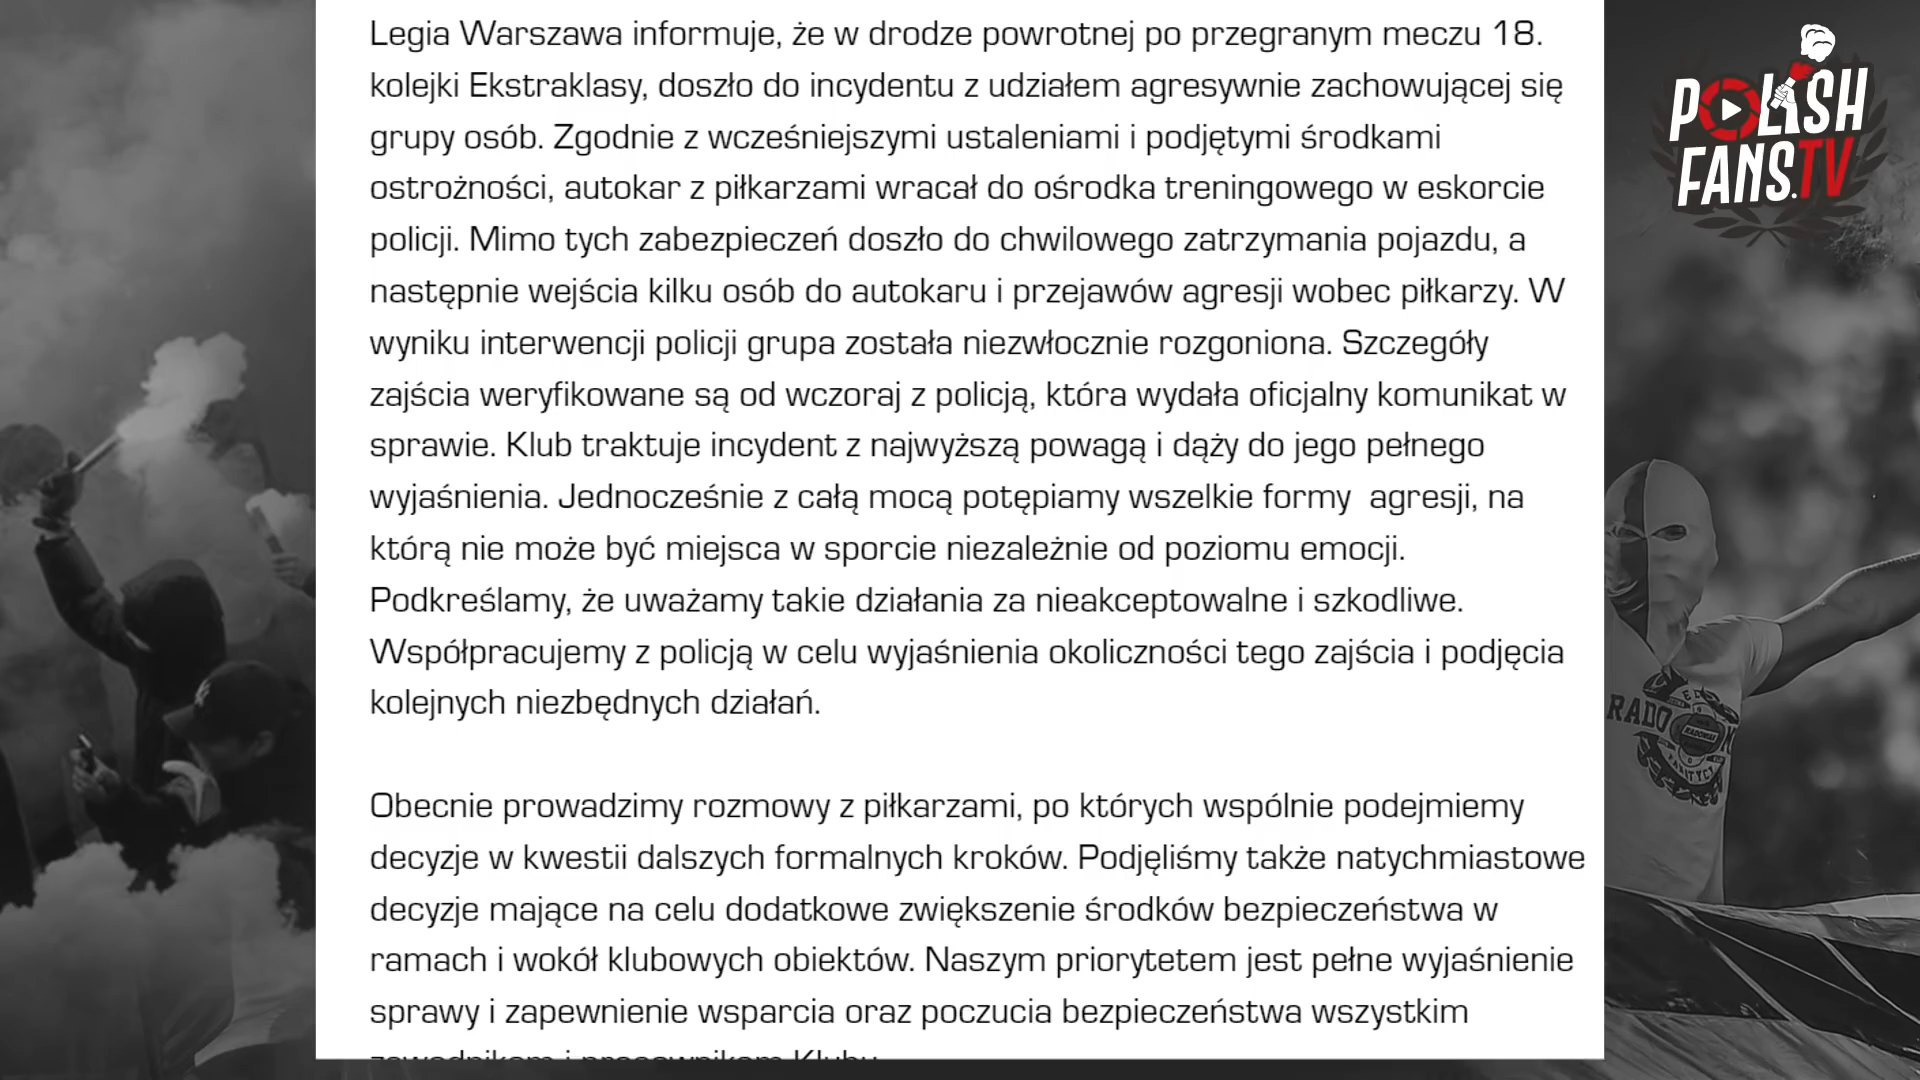 Legia Warszawa informuje, że w drodze powrotnej po przegranym meczu 18.
kolejki Ekstraklasy, doszło do incydentu z udziałem agresywnie zachowującej się
grupy osób. Zgodnie z wcześniejszymi ustaleniami i podjętymi środkami
ostrożności, autokar z piłkarzami wracał do ośrodka treningowego w eskorcie
policji. Mimo tych zabezpieczeń doszło do chwilowego zatrzymania pojazdu, a
następnie wejścia kilku osób do autokaru i przejawów agresji wobec piłkarzy. W
wyniku interwencji policji grupa została niezwłocznie rozgoniona. Szczegóły
zajścia weryfikowane są od wczoraj z policją, która wydała oficjalny komunikat w
sprawie. Klub traktuje incydent z najwyższą powagą i dąży do jego pełnego
wyjaśnienia. Jednocześnie z całą mocą potępiamy wszelkie formy  agresji, na
którą nie może być miejsca w sporcie niezależnie od poziomu emocji.
Podkreślamy, że uważamy takie działania za nieakceptowalne i szkodliwe.
Współpracujemy z policją w celu wyjaśnienia okoliczności tego zajścia i podjęcia
kolejnych niezbędnych działań.
Obecnie prowadzimy rozmowy z piłkarzami, po których wspólnie podejmiemy
decyzje w kwestii dalszych formalnych kroków. Podjęliśmy także natychmiastowe
decyzje mające na celu dodatkowe zwiększenie środków bezpieczeństwa w
ramach i wokół klubowych obiektów. Naszym priorytetem jest pełne wyjaśnienie
sprawy i zapewnienie wsparcia oraz poczucia bezpieczeństwa wszystkim
zawodnikom i pracownikom Klubu.
POLISH
FANS.TV
RADO